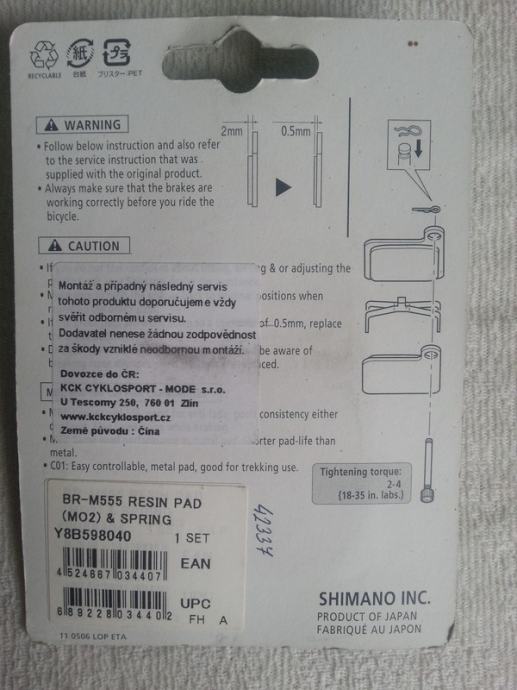 紙
プラ
RECYCLABLE
台紙
ブリスター:PET
WARNING
• Follow below instruction and also refer
to the service instruction that was
supplied with the original product.
• Always make sure that the brakes are
working correctly before you ride the
bicycle.
2mm
0.5mm
CAUTION
& or adjusting the
ositions when
of 0.5mm, replace
be aware of
Montáž a případný následný servis
tohoto produktu doporučujeme vždy
svěřit odbornému servisu.
Dodavatel nenese žádnou zodpovědnost
za škody vzniklé neodbornou montáží.
Dovozce do ČR:
KCK CYKLOSPORT - MODE s.r.o.
U Tescomy 250, 760 01 Zlín
www.kckcyklosport.cz
Země původu : Čína
consistency either
pad-life than
metal.
• C01: Easy controllable, metal pad, good for trekking use.
Tightening torque:
2-4
{18-35 in. labs.}
BR-M555 RESIN PAD
(M02) & SPRING
Y8B598040 1 SET
EAN
4 524667 034407
UPC
6 89228 03440 2
FH A
42334
SHIMANO INC.
PRODUCT OF JAPAN
FABRIQUÉ AU JAPON
11 0506 LOP ETA